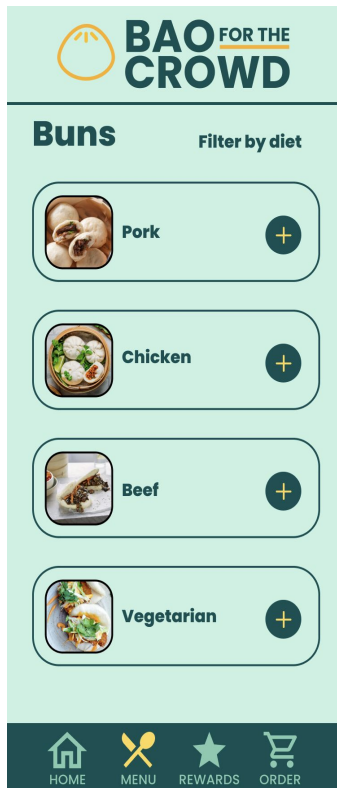 BAO FOR THE
CROWD
Buns
Filter by diet
Pork
Chicken
Beef
Vegetarian
HOME MENU REWARDS ORDER